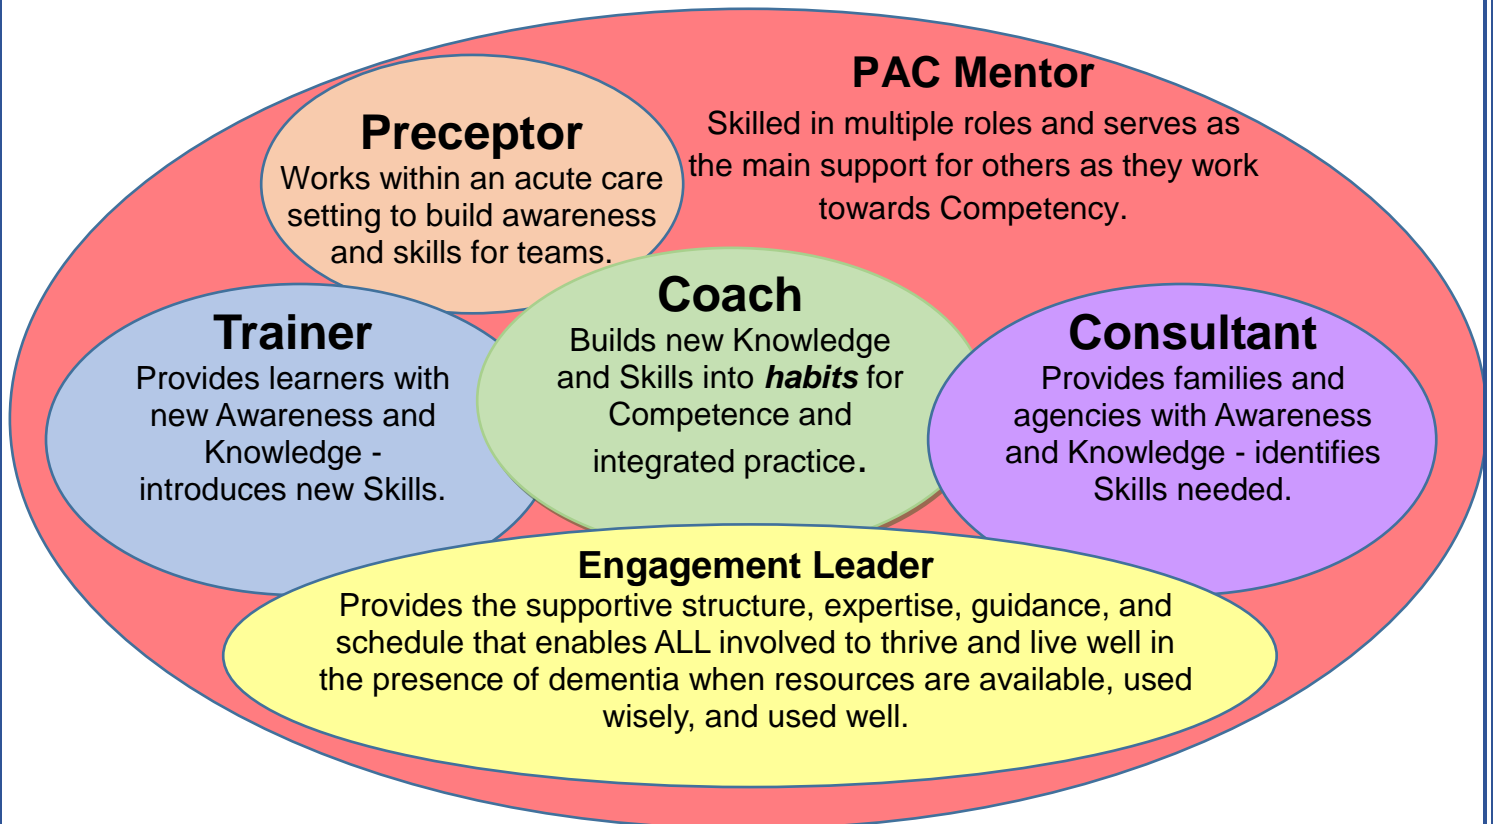 PAC Mentor
Skilled in multiple roles and serves as
the main support for others as they work
towards Competency.
Preceptor
Works within an acute care
setting to build awareness
and skills for teams.
Trainer
Provides learners with
new Awareness and
Knowledge -
introduces new Skills.
Coach
Builds new Knowledge
and Skills into habits for
Competence and
integrated practice.
Consultant
Provides families and
agencies with Awareness
and Knowledge - identifies
Skills needed.
Engagement Leader
Provides the supportive structure, expertise, guidance, and
schedule that enables ALL involved to thrive and live well in
the presence of dementia when resources are available, used
wisely, and used well.